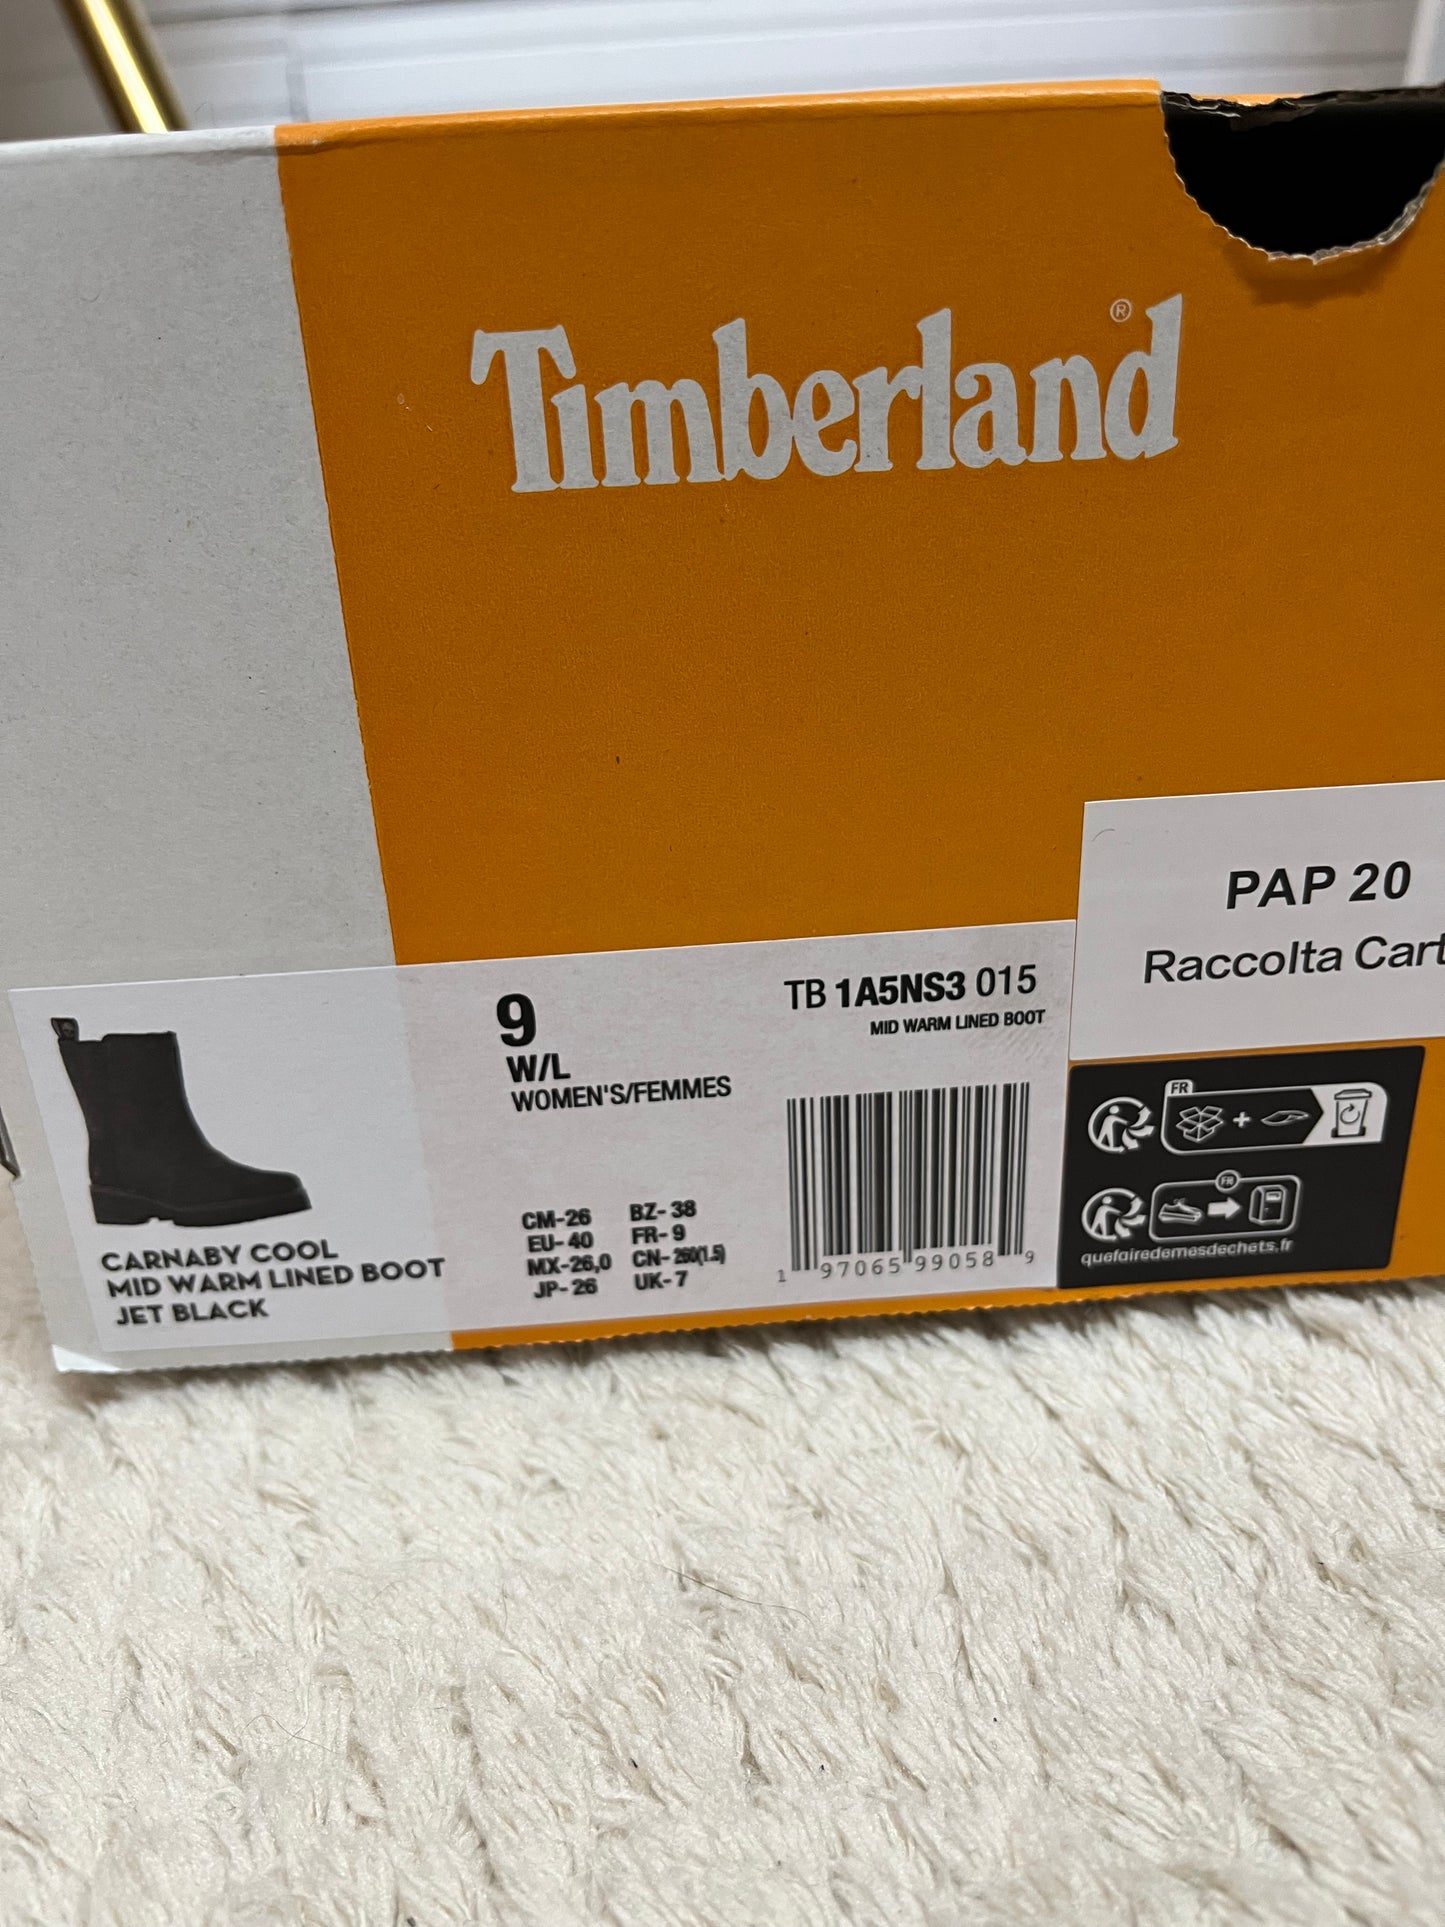 Timberland®
PAP 20
Raccolta Cart
9
W/L
WOMEN'S/FEMMES
TB 1A5NS3 015
MID WARM LINED BOOT
CM-26 BZ-38
EU-40 FR-9
MX-26,0 CN-260(1.5)
JP-26 UK-7
1 97065 99058 9
CARNABY COOL
MID WARM LINED BOOT
JET BLACK
FR
+
FR
quefairedemesdechets.fr